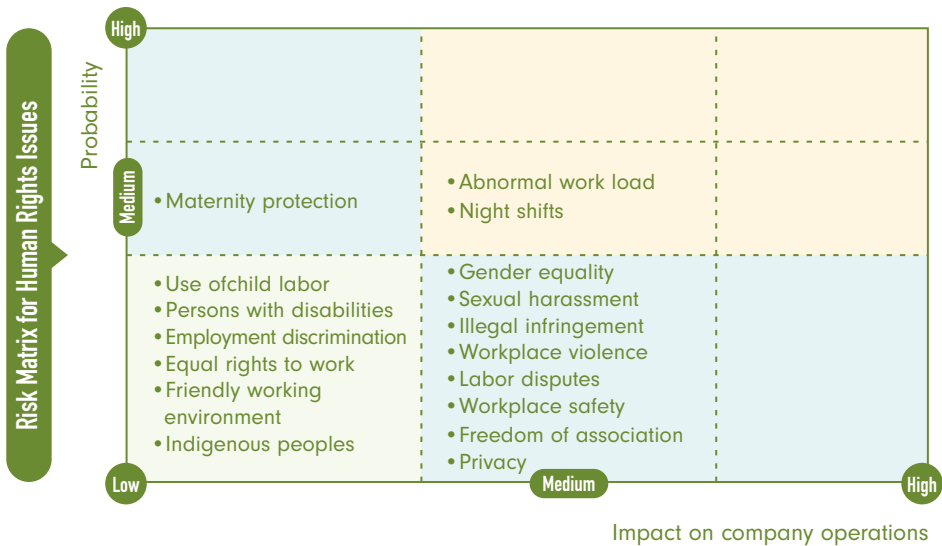 Risk Matrix for Human Rights Issues
Probability
High
Medium
• Maternity protection
• Abnormal work load
• Night shifts
• Use ofchild labor
• Persons with disabilities
• Employment discrimination
• Equal rights to work
• Friendly working
environment
• Indigenous peoples
• Gender equality
• Sexual harassment
• Illegal infringement
• Workplace violence
• Labor disputes
• Workplace safety
• Freedom of association
• Privacy
Low
Medium
High
Impact on company operations